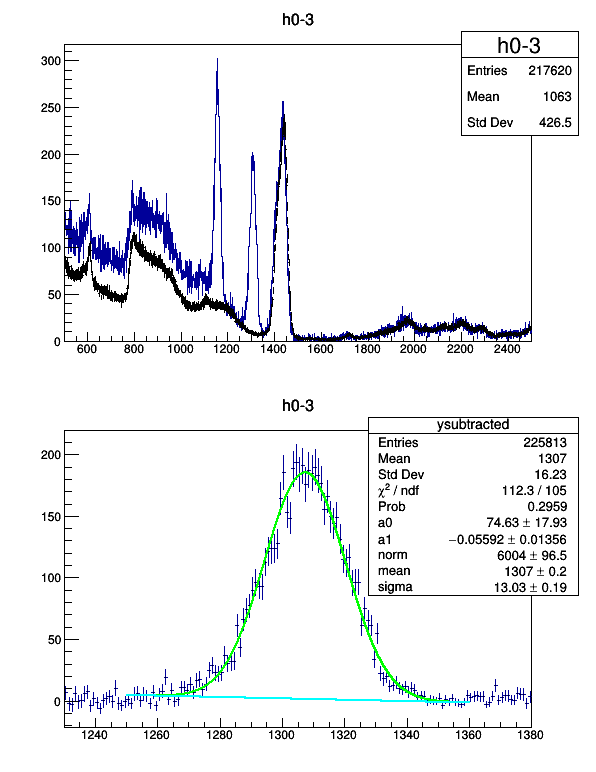 h0-3
h0-3
Entries 217620
Mean 1063
Std Dev 426.5
300
250
200
150
100
50
0
600 800 1000 1200 1400 1600 1800 2000 2200 2400
h0-3
ysubtracted
Entries 225813
Mean 1307
Std Dev 16.23
χ² / ndf 112.3 / 105
Prob 0.2959
a0 74.63 ± 17.93
a1 −0.05592 ± 0.01356
norm 6004 ± 96.5
mean 1307 ± 0.2
sigma 13.03 ± 0.19
200
150
100
50
0
1240 1260 1280 1300 1320 1340 1360 1380